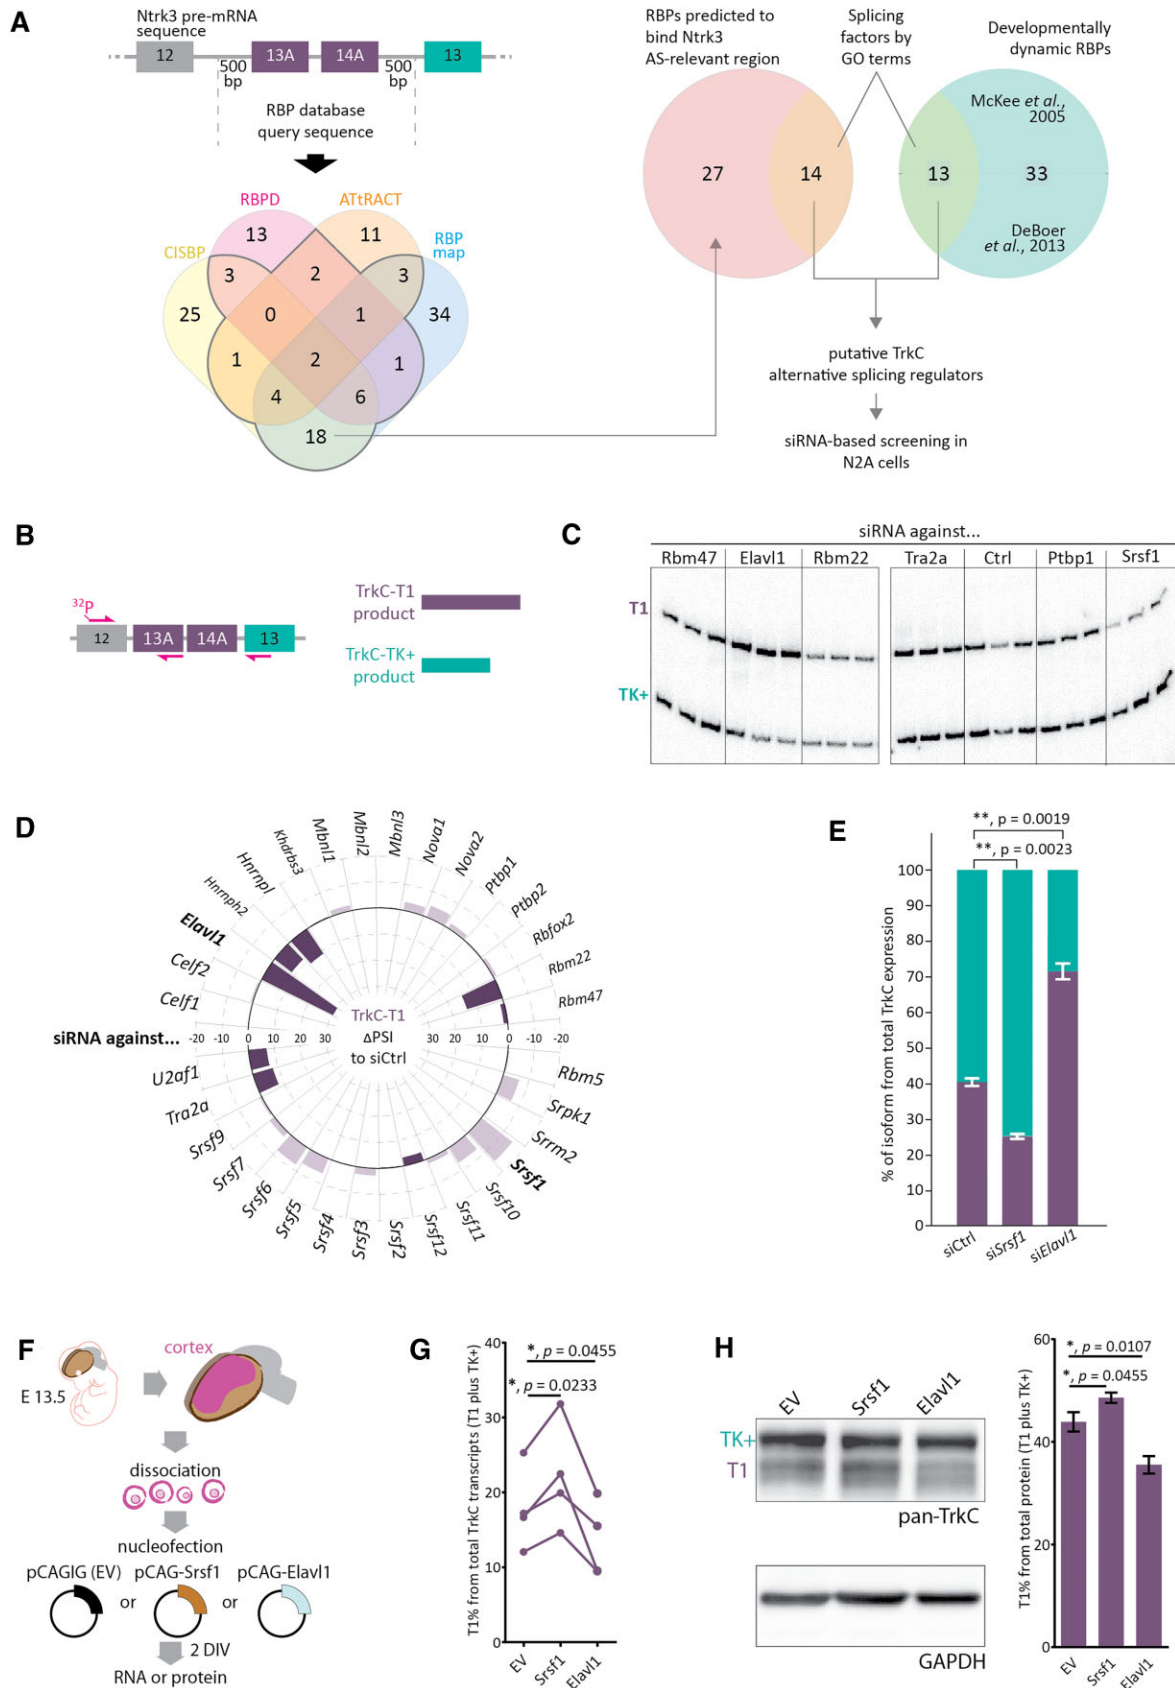 A
Ntrk3 pre-mRNA
sequence
12
13A
14A
13
500
bp
500
bp
RBP database
query sequence
RBPD
ATtRACT
CISBP
RBP
map
13
11
3
2
3
25
0
1
34
1
2
1
4
6
18
RBPs predicted to
bind Ntrk3
AS-relevant region
Splicing
factors by
GO terms
Developmentally
dynamic RBPs
McKee et al.,
2005
27
14
13
33
DeBoer
et al., 2013
putative TrkC
alternative splicing regulators
siRNA-based screening in
N2A cells
B
32P
12
13A
14A
13
TrkC-T1
product
TrkC-TK+
product
C
siRNA against...
Rbm47
Elavl1
Rbm22
Tra2a
Ctrl
Ptbp1
Srsf1
T1
TK+
D
Celf1
Celf2
Elavl1
Hnrnph2
Hnrnpl
Khdrbs3
Mbnl1
Mbnl2
Mbnl3
Nova1
Nova2
Ptbp1
Ptbp2
Rbfox2
Rbm22
Rbm47
Rbm5
Srpk1
Srrm2
Srsf1
Srsf10
Srsf11
Srsf12
Srsf2
Srsf3
Srsf4
Srsf5
Srsf6
Srsf7
Srsf9
Tra2a
U2af1
siRNA against...
-20 -10 0 10 20 30
TrkC-T1
ΔPSI
to siCtrl
30 20 10 0 -10 -20
E
**, p = 0.0019
**, p = 0.0023
% of isoform from total TrkC expression
100
90
80
70
60
50
40
30
20
10
0
siCtrl
siSrsf1
siElavl1
F
E 13.5
cortex
dissociation
nucleofection
pCAGIG (EV)
pCAG-Srsf1
pCAG-Elavl1
or
or
2 DIV
RNA or protein
G
T1% from total TrkC transcripts (T1 plus TK+)
40
30
20
10
0
*, p = 0.0455
*, p = 0.0233
EV
Srsf1
Elavl1
H
EV
Srsf1
Elavl1
TK+
T1
pan-TrkC
GAPDH
T1% from total protein (T1 plus TK+)
60
40
20
0
*, p = 0.0107
*, p = 0.0455
EV
Srsf1
Elavl1